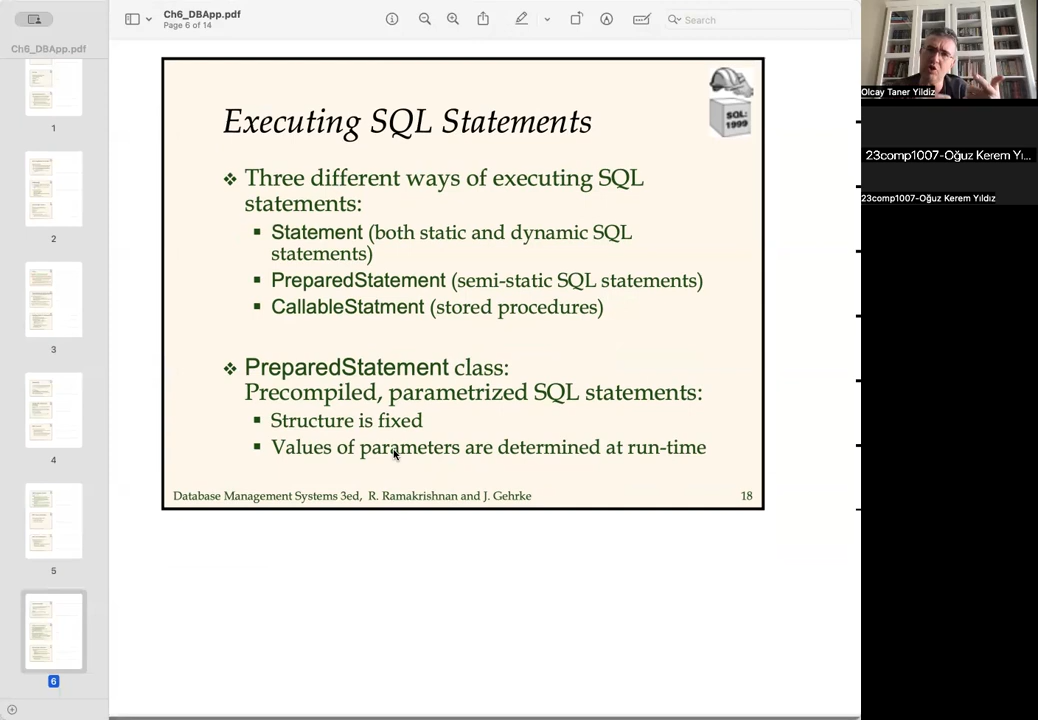 Ch6_DBApp.pdf
Page 6 of 14
Search
Ch6_DBApp.pdf
1
2
3
4
5
6
Executing SQL Statements
SQL:
1999
❖ Three different ways of executing SQL
statements:
▪ Statement (both static and dynamic SQL
statements)
▪ PreparedStatement (semi-static SQL statements)
▪ CallableStatment (stored procedures)
❖ PreparedStatement class:
Precompiled, parametrized SQL statements:
▪ Structure is fixed
▪ Values of parameters are determined at run-time
Database Management Systems 3ed, R. Ramakrishnan and J. Gehrke
18
Olcay Taner Yildiz
23comp1007-Oğuz Kerem Yı...
23comp1007-Oğuz Kerem Yıldız